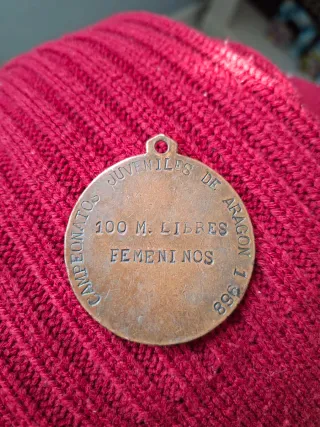 CAMPEONATOS JUVENILES DE ARAGON 1968
100 M. LIBRES
FEMENINOS